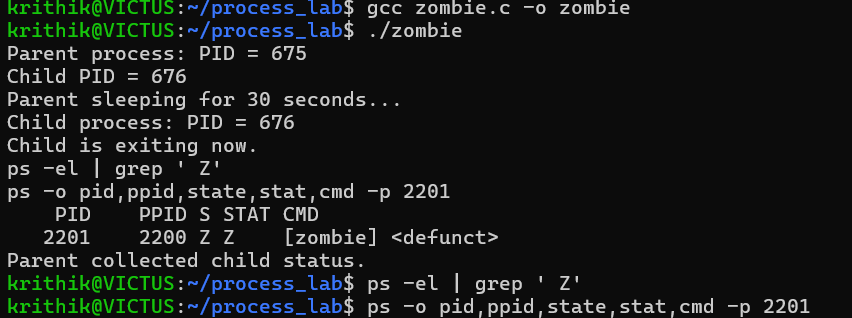 krithik@VICTUS:~/process_lab$ gcc zombie.c -o zombie
krithik@VICTUS:~/process_lab$ ./zombie
Parent process: PID = 675
Child PID = 676
Parent sleeping for 30 seconds...
Child process: PID = 676
Child is exiting now.
ps -el | grep ' Z'
ps -o pid,ppid,state,stat,cmd -p 2201
    PID    PPID S STAT CMD
   2201    2200 Z Z    [zombie] <defunct>
Parent collected child status.
krithik@VICTUS:~/process_lab$ ps -el | grep ' Z'
krithik@VICTUS:~/process_lab$ ps -o pid,ppid,state,stat,cmd -p 2201